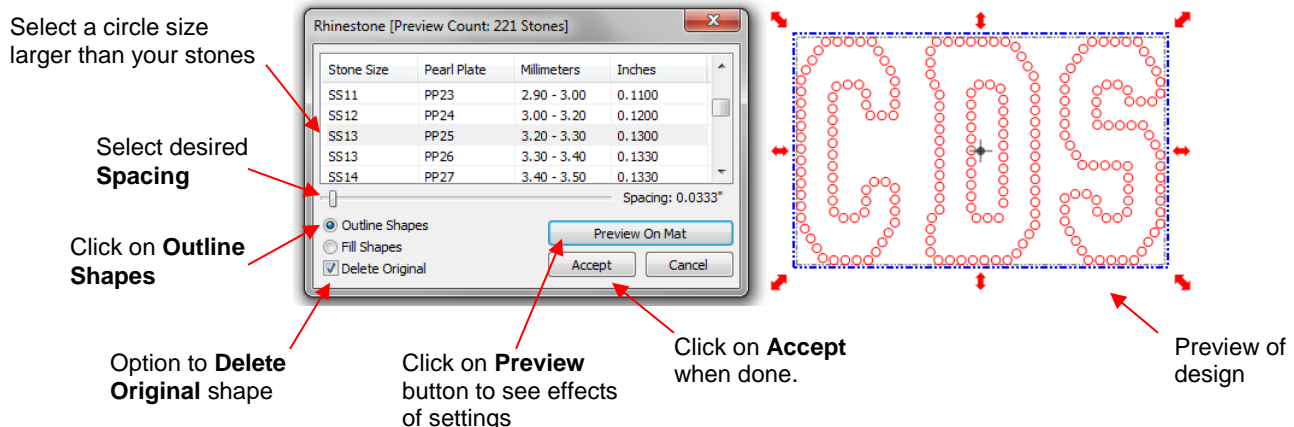 Select a circle size
larger than your stones
Select desired
Spacing
Click on Outline
Shapes
Option to Delete
Original shape
Rhinestone [Preview Count: 221 Stones]
Stone Size Pearl Plate Millimeters Inches
SS11 PP23 2.90 - 3.00 0.1100
SS12 PP24 3.00 - 3.20 0.1200
SS13 PP25 3.20 - 3.30 0.1300
SS13 PP26 3.30 - 3.40 0.1330
SS14 PP27 3.40 - 3.50 0.1330
Spacing: 0.0333"
Outline Shapes
Fill Shapes
Delete Original
Preview On Mat
Accept Cancel
Click on Preview
button to see effects
of settings
Click on Accept
when done.
CDS
Preview of
design